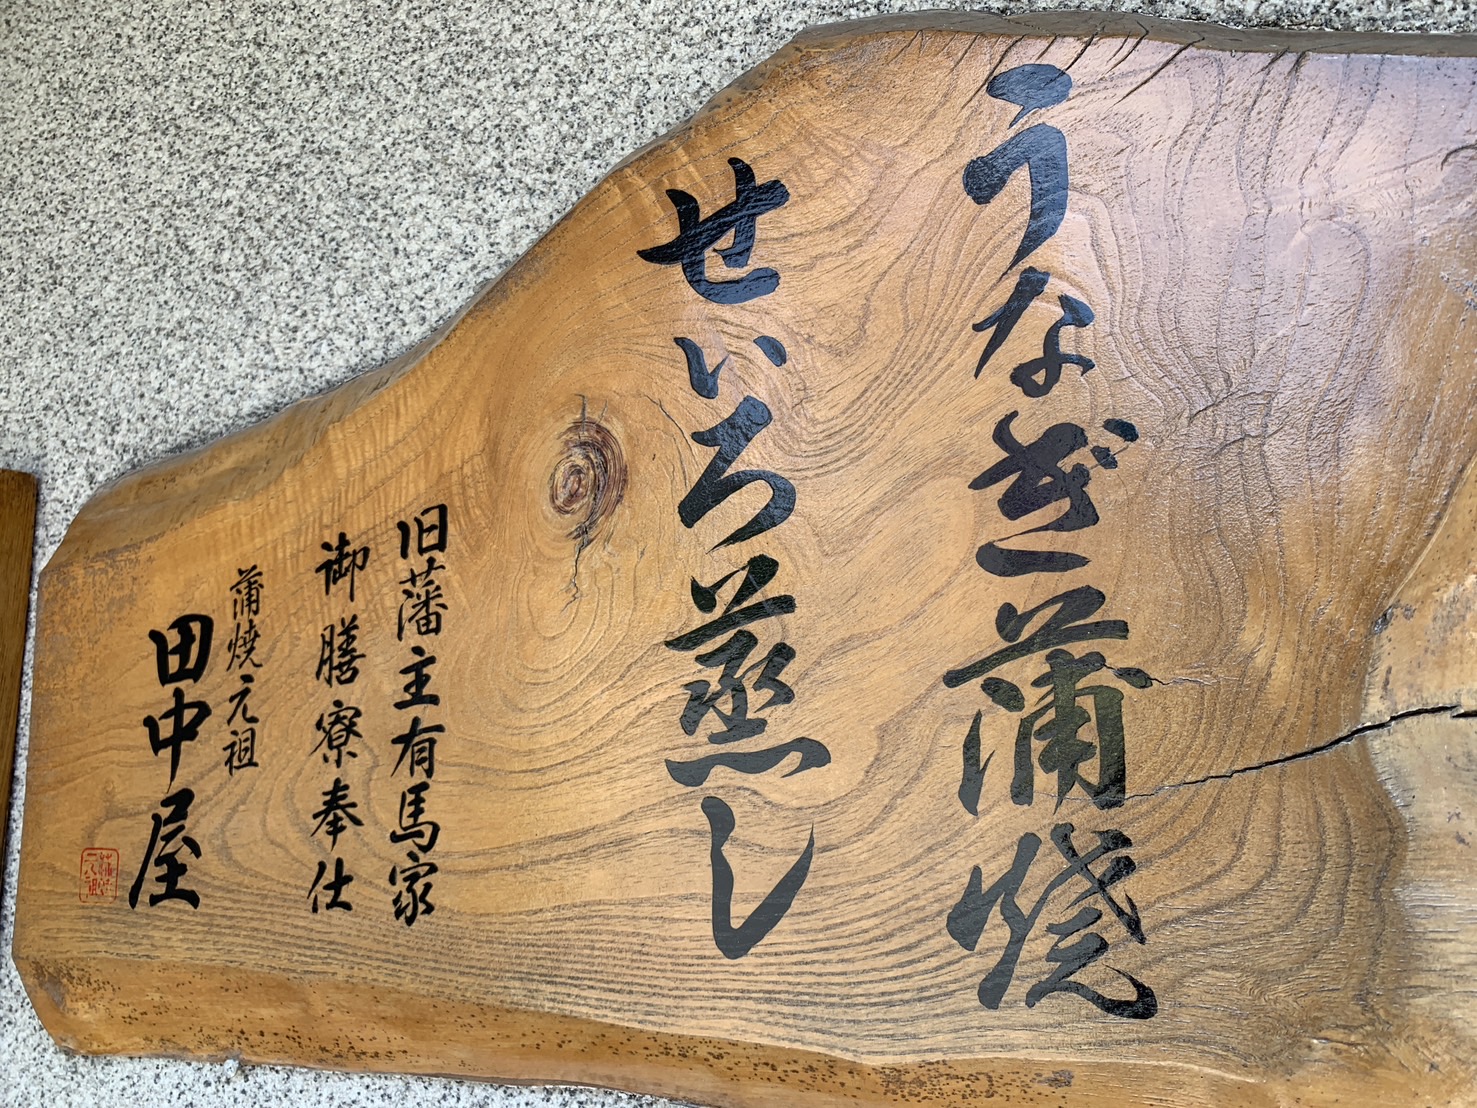 うなぎ蒲焼
せいろ蒸し
旧藩主有馬家
御膳寮奉仕
蒲焼元祖
田中屋